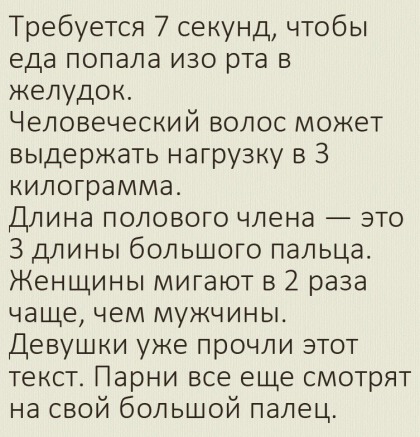 Требуется 7 секунд, чтобы
еда попала изо рта в
желудок.
Человеческий волос может
выдержать нагрузку в 3
килограмма.
Длина полового члена — это
3 длины большого пальца.
Женщины мигают в 2 раза
чаще, чем мужчины.
Девушки уже прочли этот
текст. Парни все еще смотрят
на свой большой палец.